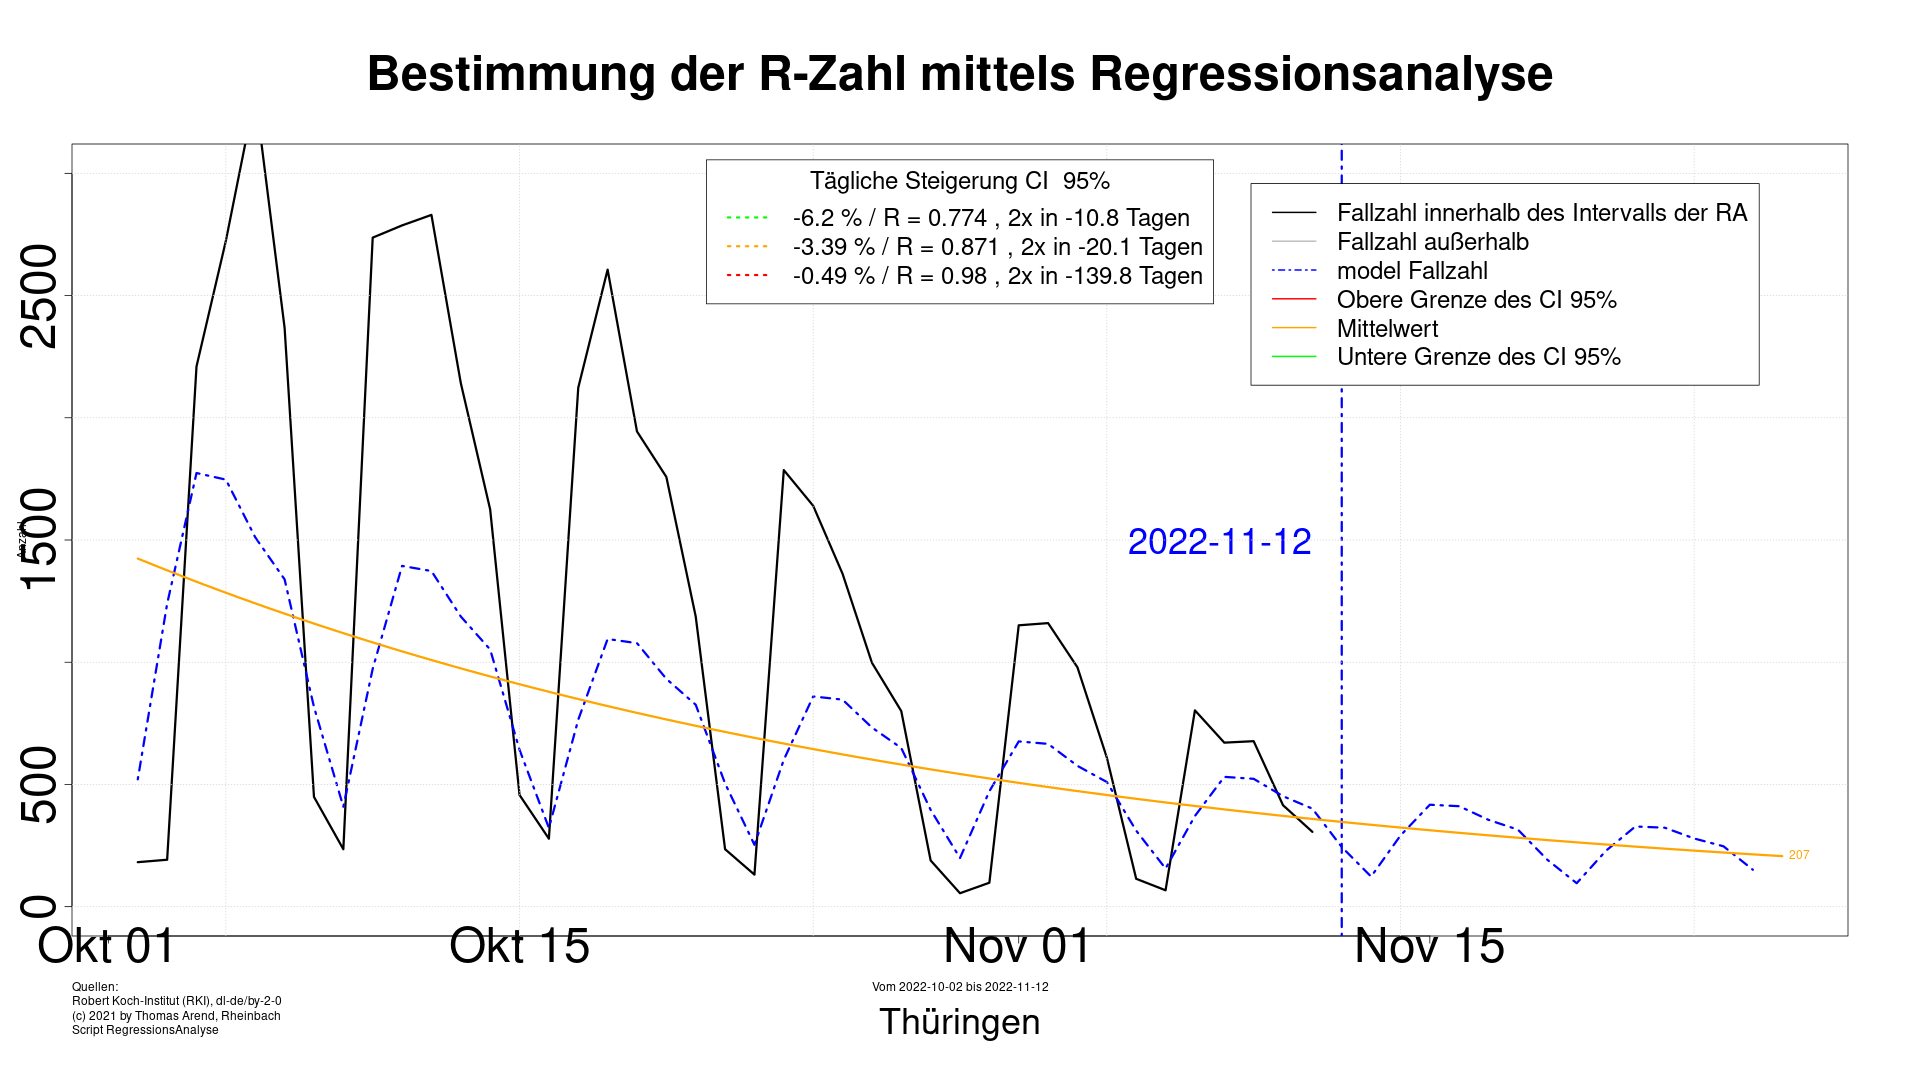 Bestimmung der R-Zahl mittels Regressionsanalyse
Tägliche Steigerung CI  95%
-6.2 % / R = 0.774 , 2x in -10.8 Tagen
-3.39 % / R = 0.871 , 2x in -20.1 Tagen
-0.49 % / R = 0.98 , 2x in -139.8 Tagen
Fallzahl innerhalb des Intervalls der RA
Fallzahl außerhalb
model Fallzahl
Obere Grenze des CI 95%
Mittelwert
Untere Grenze des CI 95%
2500
1500
500
0
Anzahl
2022-11-12
207
Okt 01
Okt 15
Nov 01
Nov 15
Quellen:
Robert Koch-Institut (RKI), dl-de/by-2-0
(c) 2021 by Thomas Arend, Rheinbach
Script RegressionsAnalyse
Vom 2022-10-02 bis 2022-11-12
Thüringen